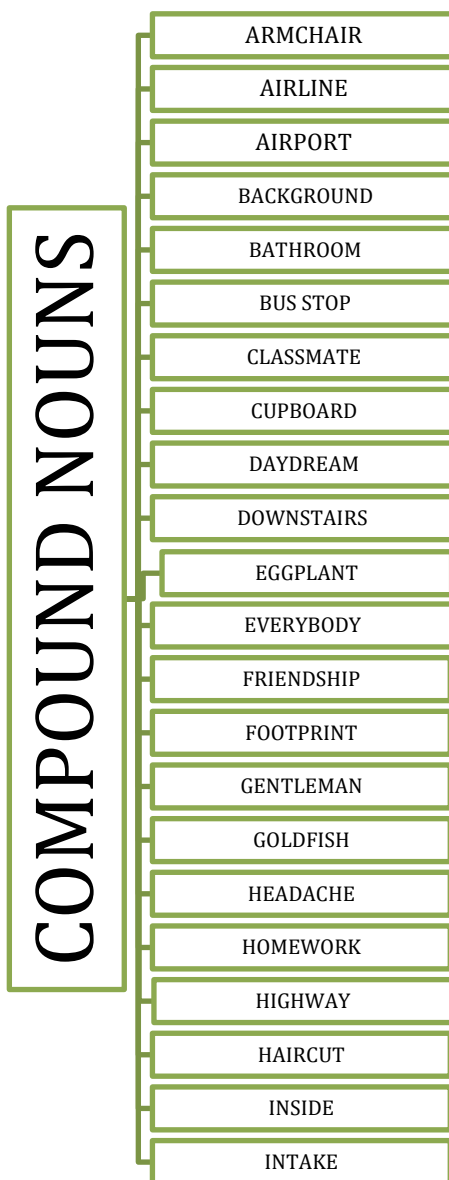 COMPOUND NOUNS
ARMCHAIR
AIRLINE
AIRPORT
BACKGROUND
BATHROOM
BUS STOP
CLASSMATE
CUPBOARD
DAYDREAM
DOWNSTAIRS
EGGPLANT
EVERYBODY
FRIENDSHIP
FOOTPRINT
GENTLEMAN
GOLDFISH
HEADACHE
HOMEWORK
HIGHWAY
HAIRCUT
INSIDE
INTAKE